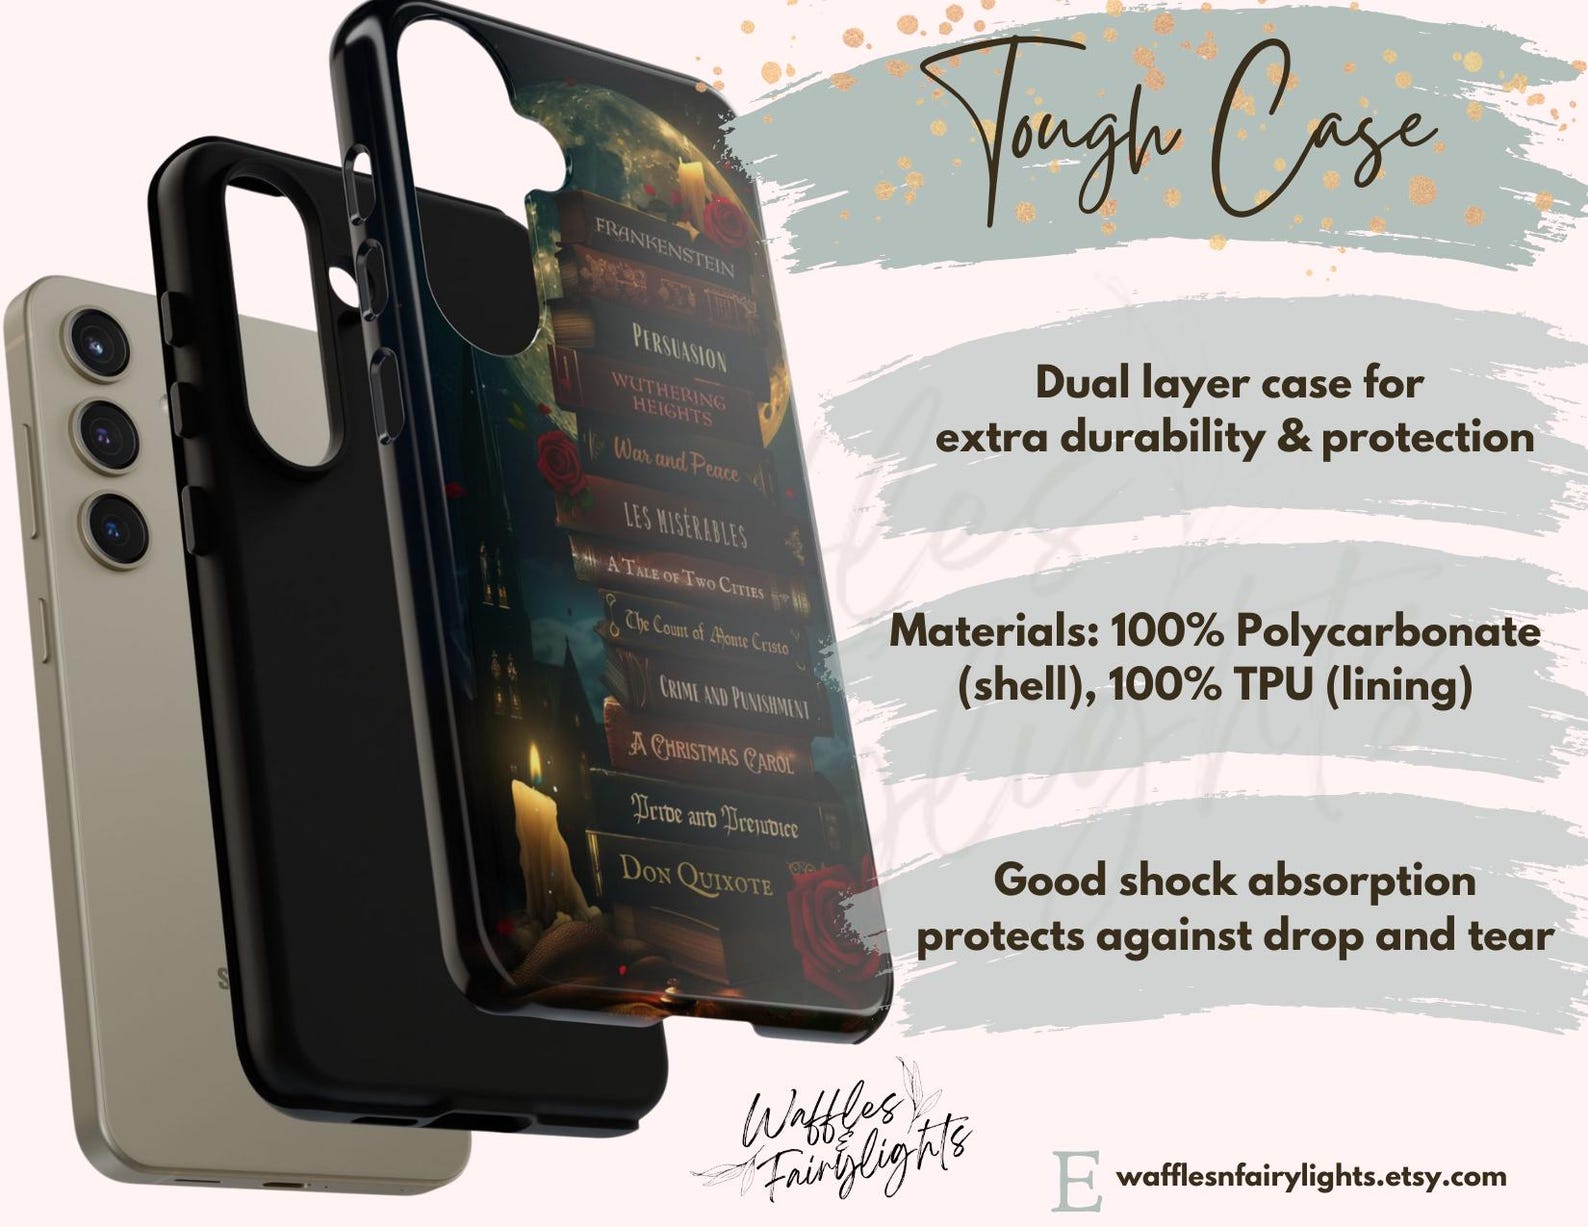 Tough Case
FRANKENSTEIN
PERSUASION
WUTHERING
HEIGHTS
War and Peace
LES MISÉRABLES
A TALE OF TWO CITIES
The Count of Monte Cristo
CRIME AND PUNISHMENT
A CHRISTMAS CAROL
Pride and Prejudice
DON QUIXOTE
Dual layer case for
extra durability & protection
Materials: 100% Polycarbonate
(shell), 100% TPU (lining)
Good shock absorption
protects against drop and tear
S
Waffles
&
Fairylights
E wafflesnfairylights.etsy.com